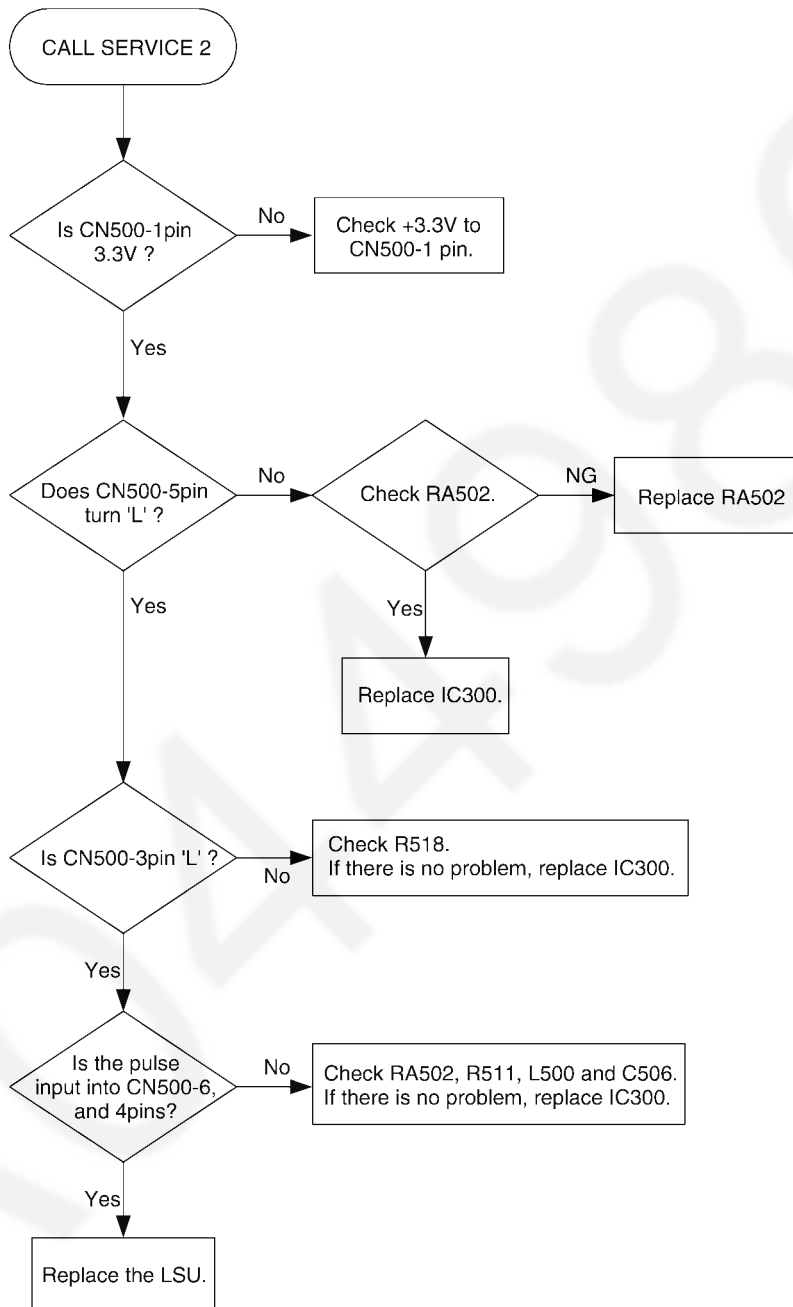 CALL SERVICE 2
Is CN500-1pin
3.3V ?
No
Check +3.3V to
CN500-1 pin.
Yes
Does CN500-5pin
turn 'L' ?
No
Check RA502.
NG
Replace RA502
Yes
Yes
Replace IC300.
Is CN500-3pin 'L' ?
No
Check R518.
If there is no problem, replace IC300.
Yes
Is the pulse
input into CN500-6,
and 4pins?
No
Check RA502, R511, L500 and C506.
If there is no problem, replace IC300.
Yes
Replace the LSU.